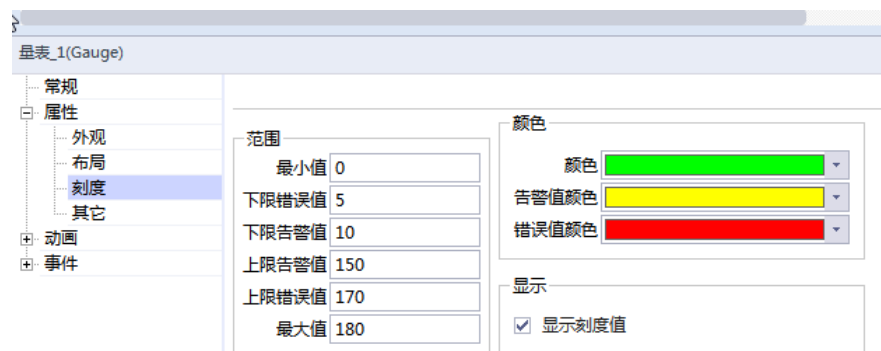 量表_1(Gauge)
常规
属性
外观
布局
刻度
其它
动画
事件
范围
最小值 0
下限错误值 5
下限告警值 10
上限告警值 150
上限错误值 170
最大值 180
颜色
颜色
告警值颜色
错误值颜色
显示
显示刻度值